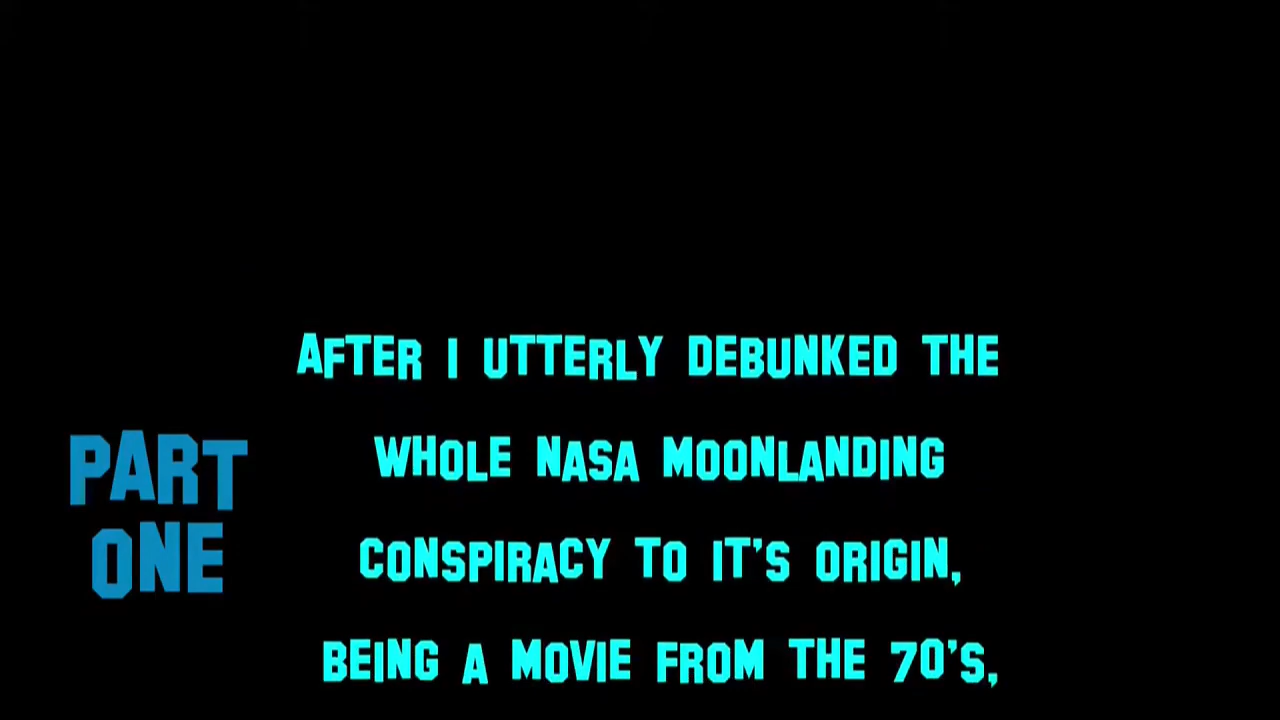 AFTER I UTTERLY DEBUNKED THE
WHOLE NASA MOONLANDING
CONSPIRACY TO IT'S ORIGIN,
BEING A MOVIE FROM THE 70'S,
PART
ONE